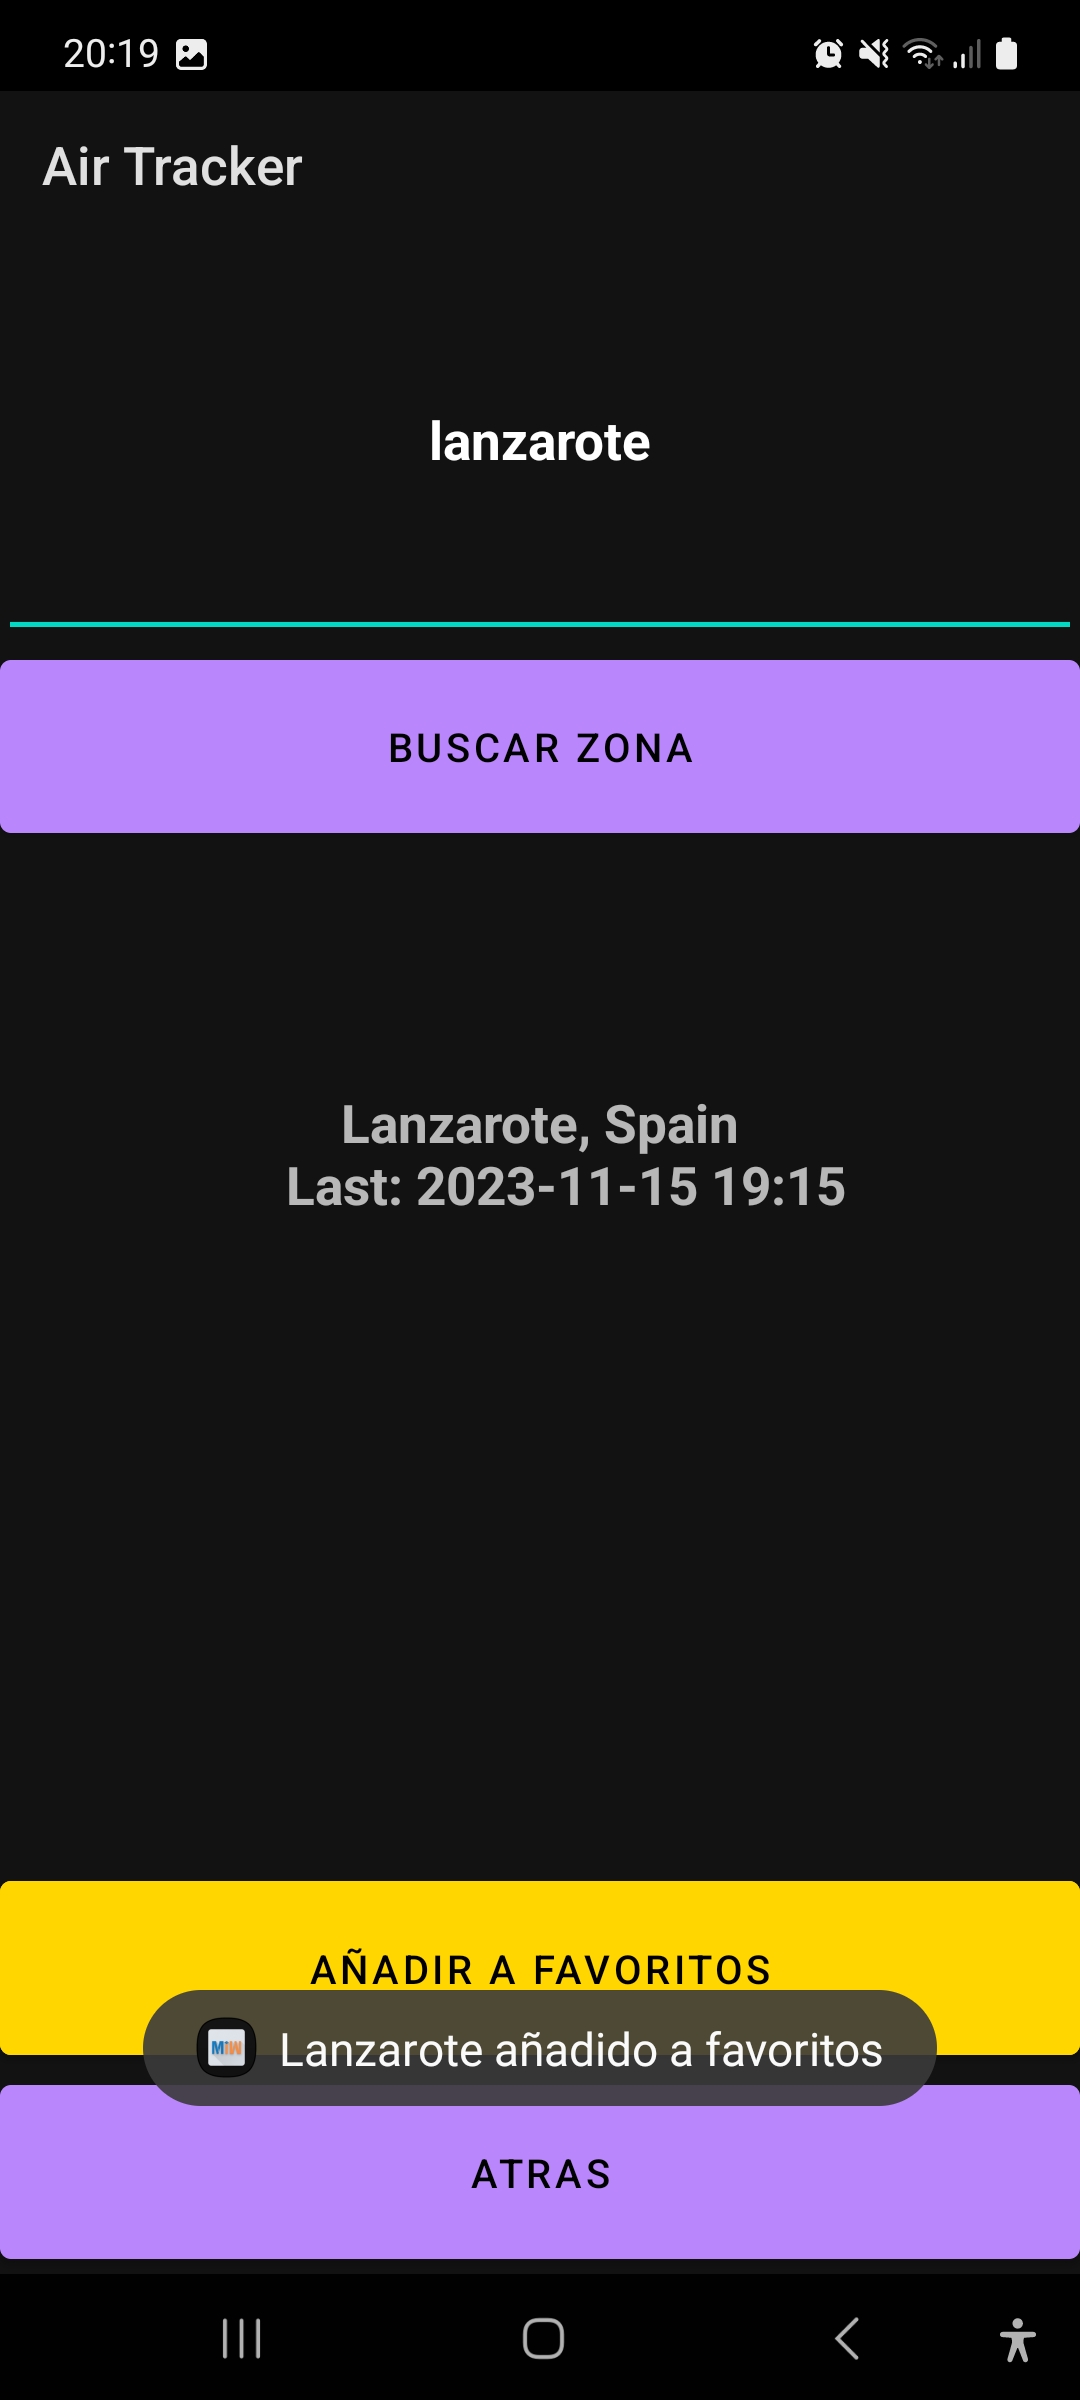 20:19
Air Tracker
lanzarote
BUSCAR ZONA
Lanzarote, Spain
Last: 2023-11-15 19:15
AÑADIR A FAVORITOS
MiW Lanzarote añadido a favoritos
ATRAS